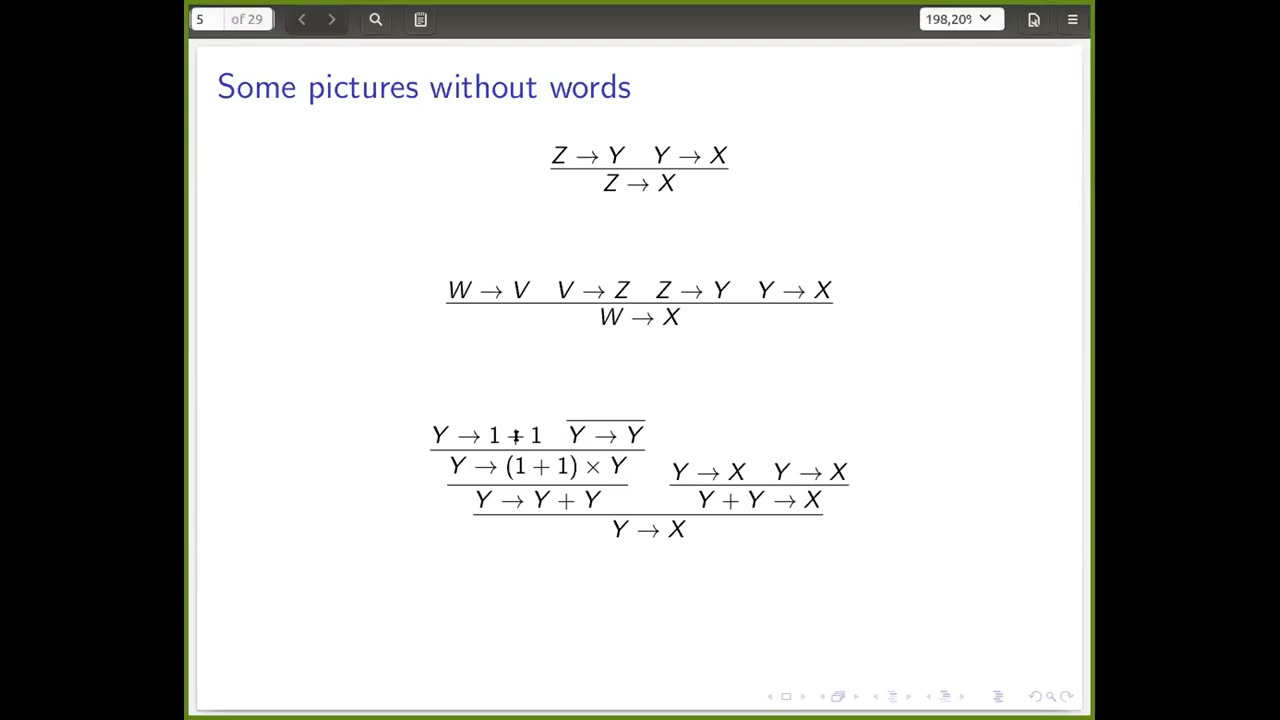 5 of 29 198,20%
Some pictures without words
Z → Y Y → X
Z → X
W → V V → Z Z → Y Y → X
W → X
Y → 1 + 1 Y → Y
Y → (1 + 1) × Y Y → X Y → X
Y → Y + Y Y + Y → X
Y → X